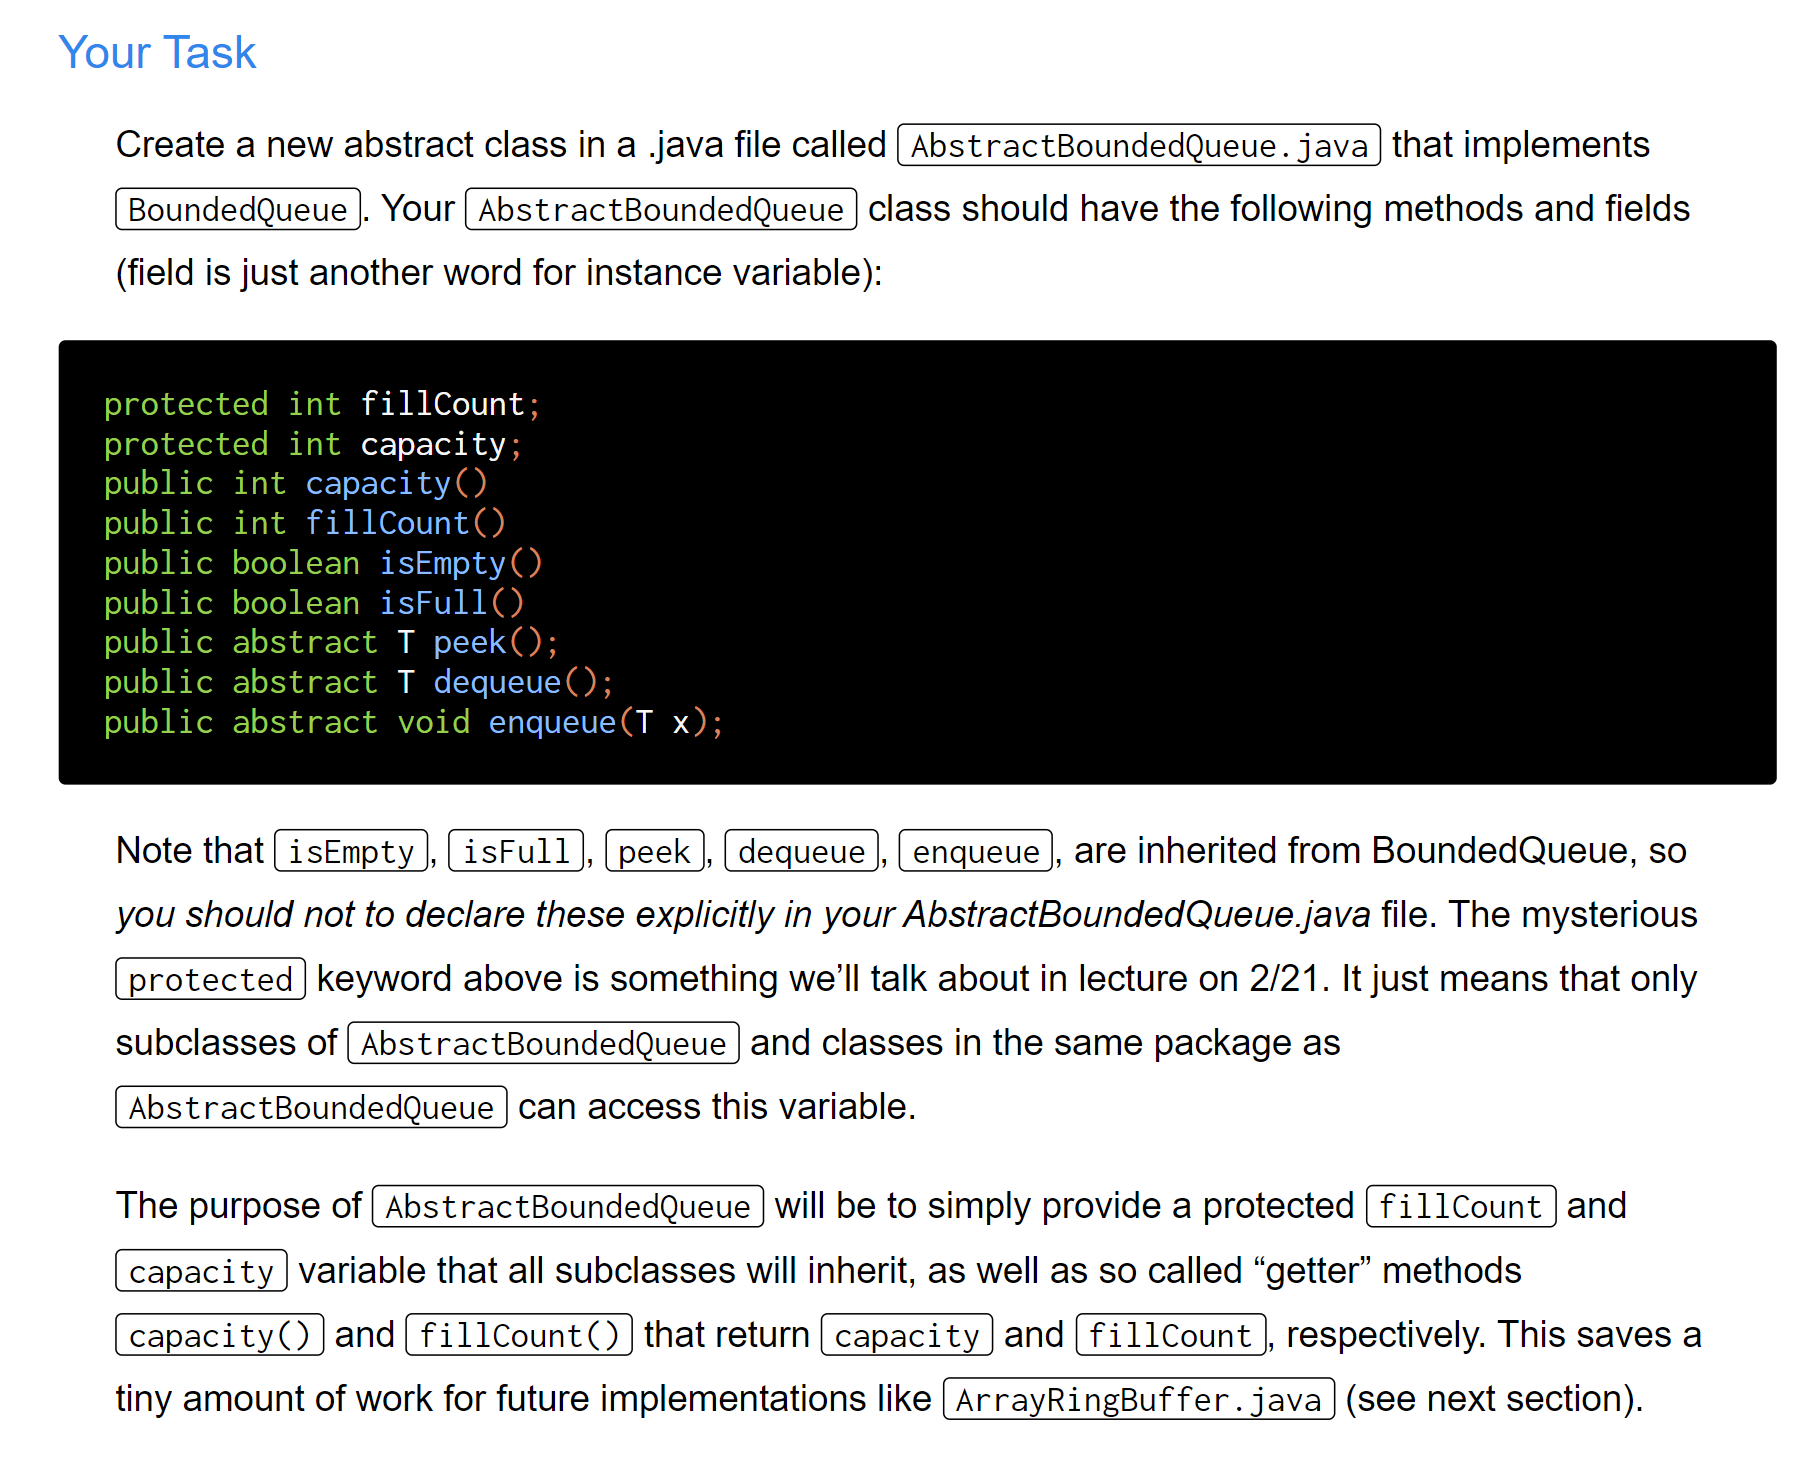 Your Task
Create a new abstract class in a .java file called AbstractBoundedQueue.java that implements
BoundedQueue. Your AbstractBoundedQueue class should have the following methods and fields
(field is just another word for instance variable):
protected int fillCount;
protected int capacity;
public int capacity()
public int fillCount()
public boolean isEmpty()
public boolean isFull()
public abstract T peek();
public abstract T dequeue();
public abstract void enqueue(T x);
Note that isEmpty, isFull, peek, dequeue, enqueue, are inherited from BoundedQueue, so
you should not to declare these explicitly in your AbstractBoundedQueue.java file. The mysterious
protected keyword above is something we’ll talk about in lecture on 2/21. It just means that only
subclasses of AbstractBoundedQueue and classes in the same package as
AbstractBoundedQueue can access this variable.
The purpose of AbstractBoundedQueue will be to simply provide a protected fillCount and
capacity variable that all subclasses will inherit, as well as so called “getter” methods
capacity() and fillCount() that return capacity and fillCount, respectively. This saves a
tiny amount of work for future implementations like ArrayRingBuffer.java (see next section).